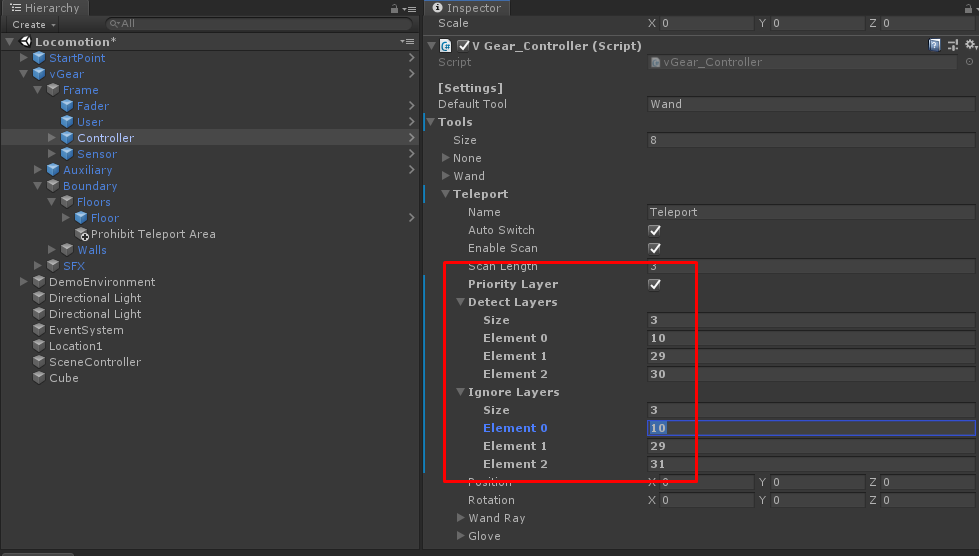 Hierarchy
Create
All
Locomotion*
StartPoint
vGear
Frame
Fader
User
Controller
Sensor
Auxiliary
Boundary
Floors
Floor
Prohibit Teleport Area
Walls
SFX
DemoEnvironment
Directional Light
Directional Light
EventSystem
Location1
SceneController
Cube
Inspector
Scale X 0 Y 0 Z 0
V Gear_Controller (Script)
Script vGear_Controller
[Settings]
Default Tool Wand
Tools
Size 8
None
Wand
Teleport
Name Teleport
Auto Switch
Enable Scan
Scan Length 3
Priority Layer
Detect Layers
Size 3
Element 0 10
Element 1 29
Element 2 30
Ignore Layers
Size 3
Element 0 10
Element 1 29
Element 2 31
Position X 0 Y 0 Z 0
Rotation X 0 Y 0 Z 0
Wand Ray
Glove